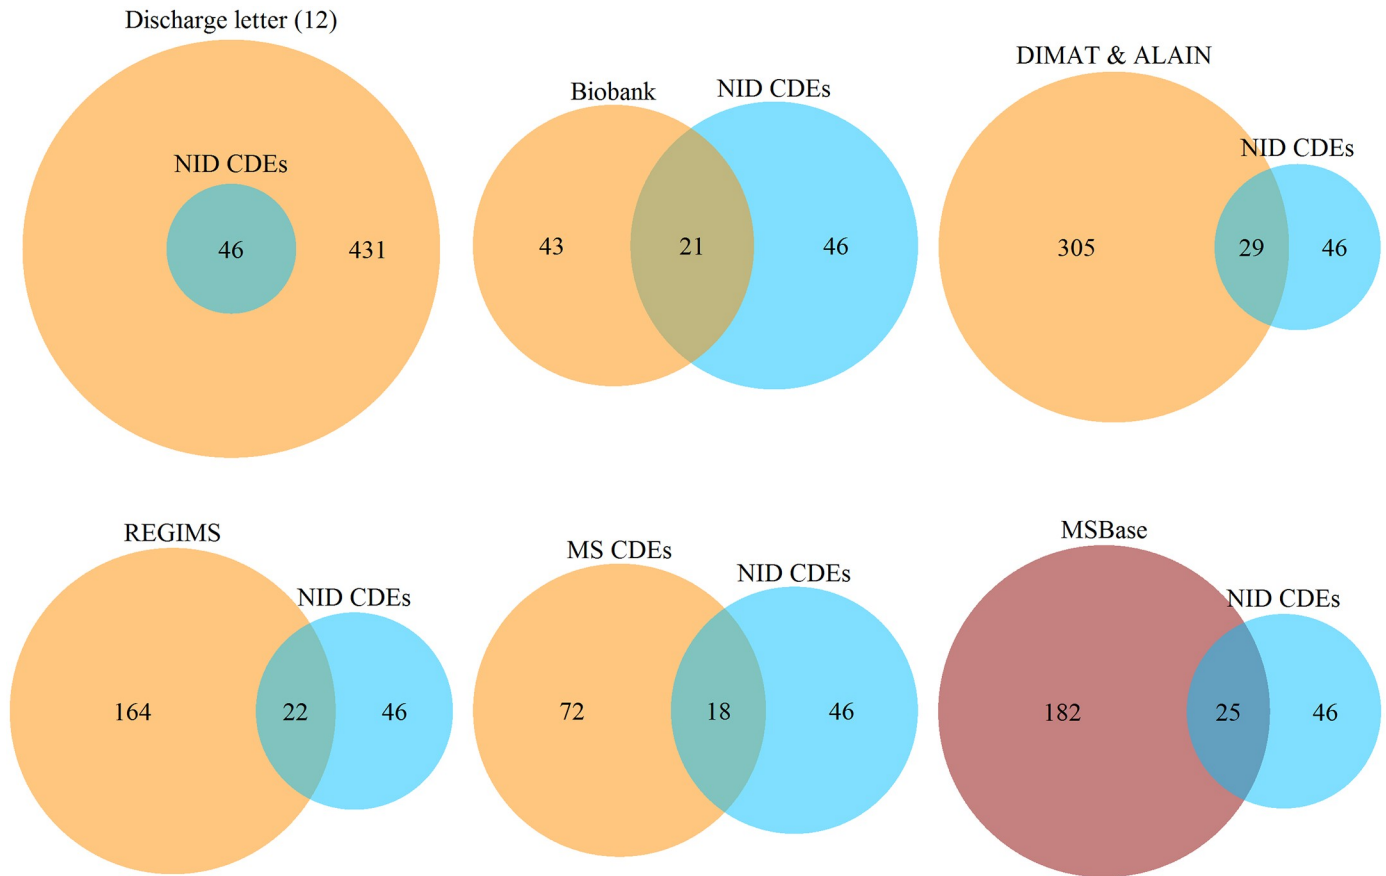 Discharge letter (12)
NID CDEs
46
431
Biobank
NID CDEs
43
21
46
DIMAT & ALAIN
NID CDEs
305
29
46
REGIMS
NID CDEs
164
22
46
MS CDEs
NID CDEs
72
18
46
MSBase
NID CDEs
182
25
46